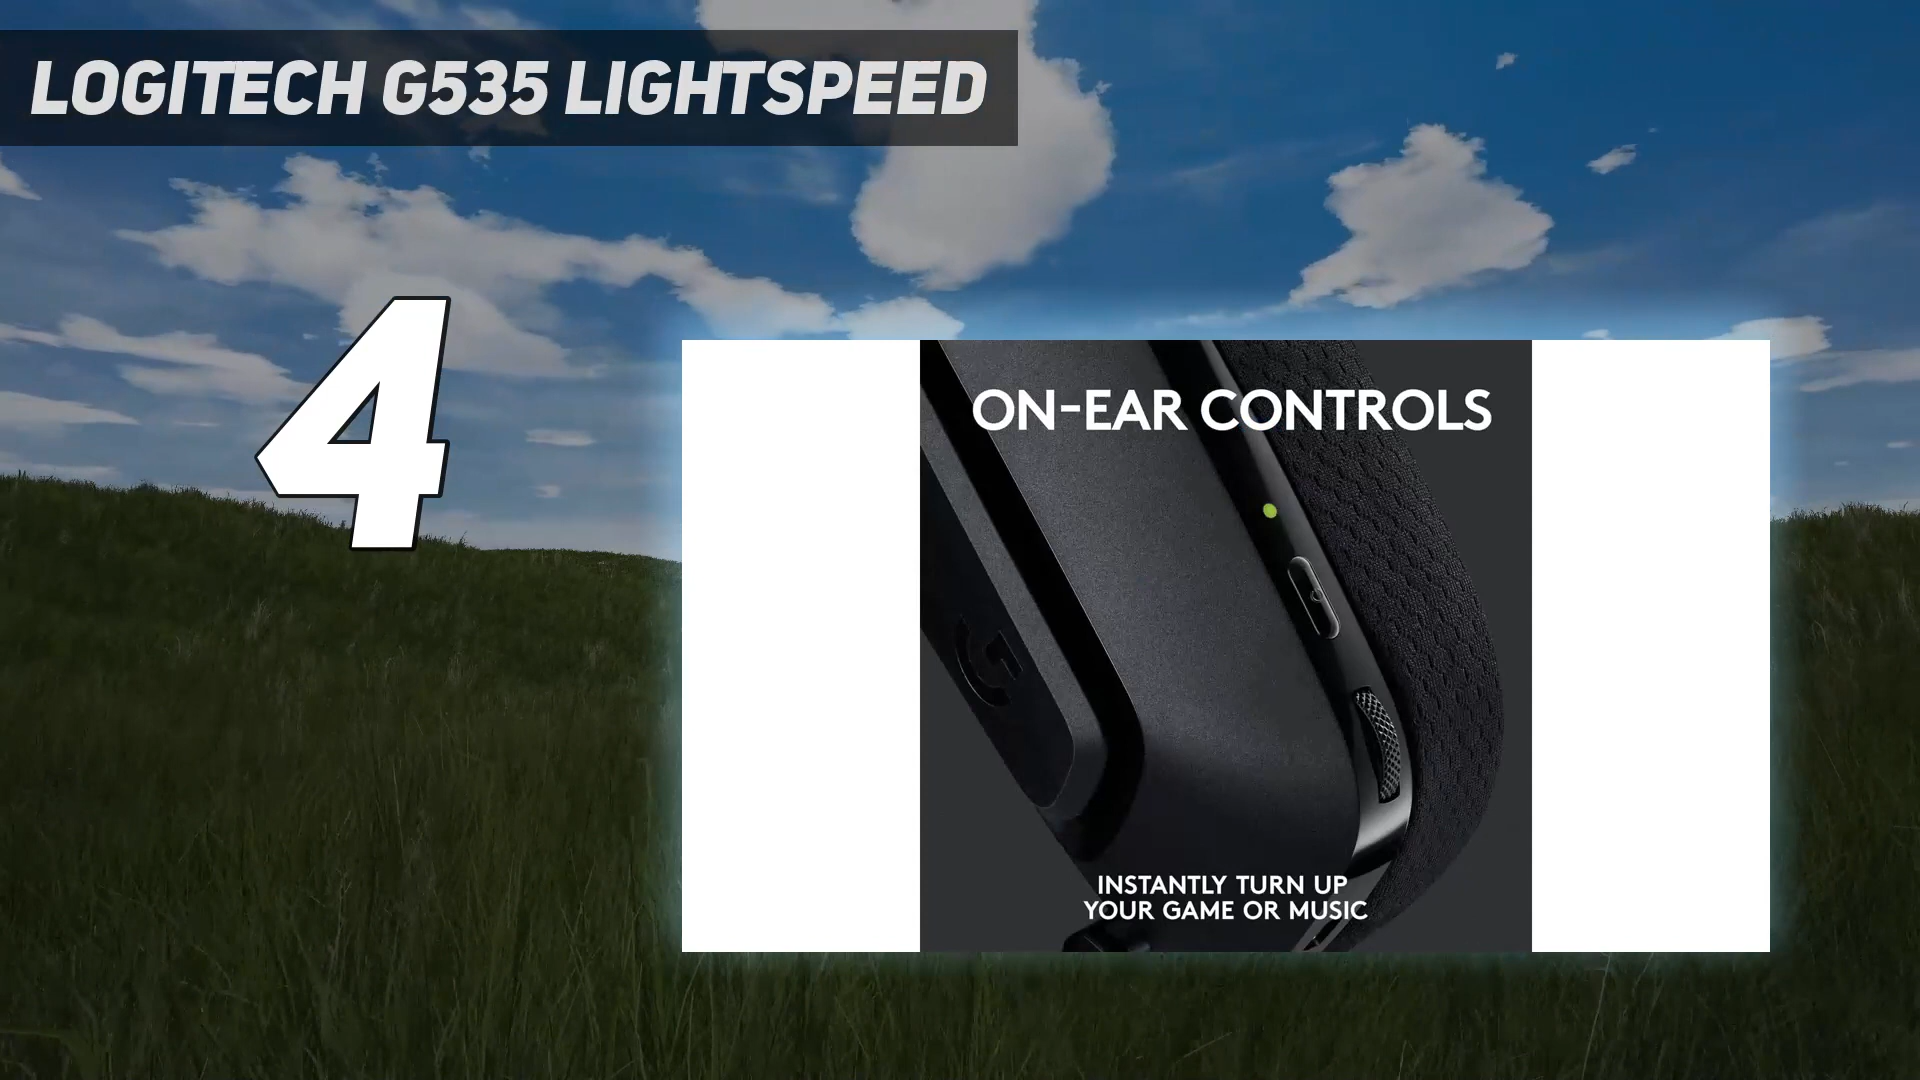 LOGITECH G535 LIGHTSPEED
4
ON-EAR CONTROLS
INSTANTLY TURN UP
YOUR GAME OR MUSIC